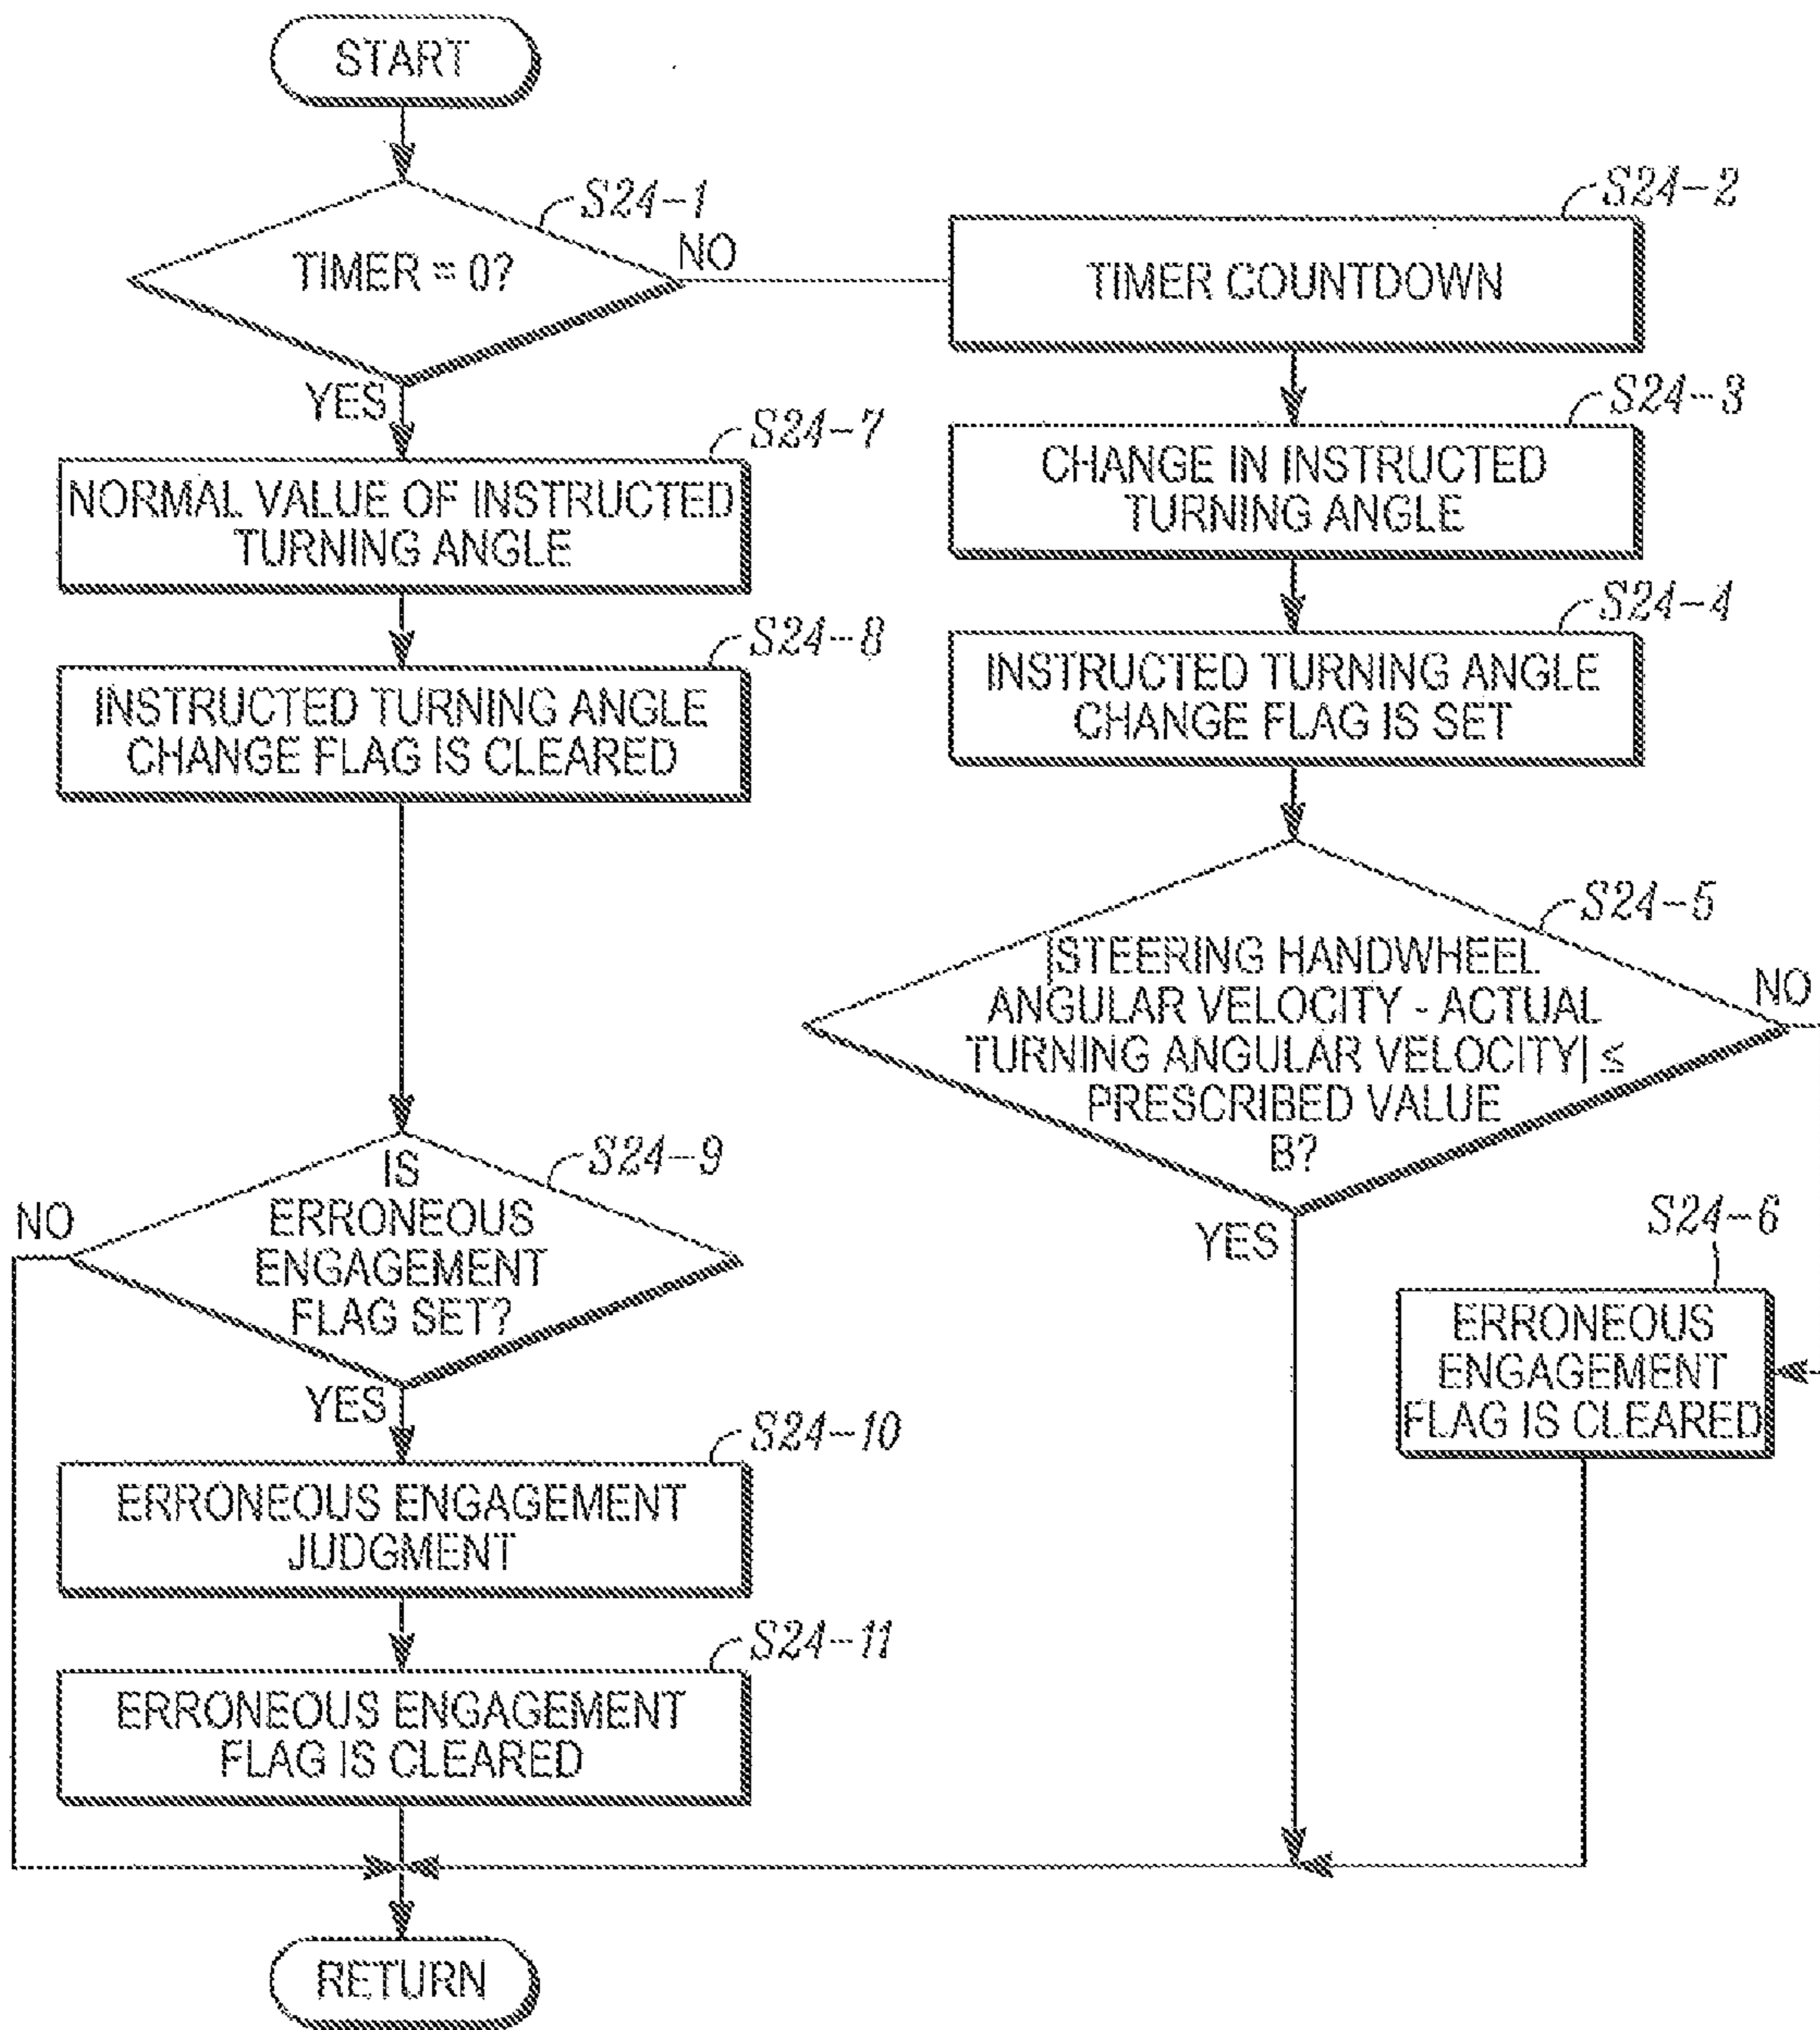 START
S24-1
TIMER = 0?
NO
YES
S24-2
TIMER COUNTDOWN
S24-3
CHANGE IN INSTRUCTED
TURNING ANGLE
S24-4
INSTRUCTED TURNING ANGLE
CHANGE FLAG IS SET
S24-5
|STEERING HANDWHEEL
ANGULAR VELOCITY - ACTUAL
TURNING ANGULAR VELOCITY| ≤
PRESCRIBED VALUE
B?
NO
YES
S24-6
ERRONEOUS
ENGAGEMENT
FLAG IS CLEARED
S24-7
NORMAL VALUE OF INSTRUCTED
TURNING ANGLE
S24-8
INSTRUCTED TURNING ANGLE
CHANGE FLAG IS CLEARED
S24-9
IS
ERRONEOUS
ENGAGEMENT
FLAG SET?
NO
YES
S24-10
ERRONEOUS ENGAGEMENT
JUDGMENT
S24-11
ERRONEOUS ENGAGEMENT
FLAG IS CLEARED
RETURN